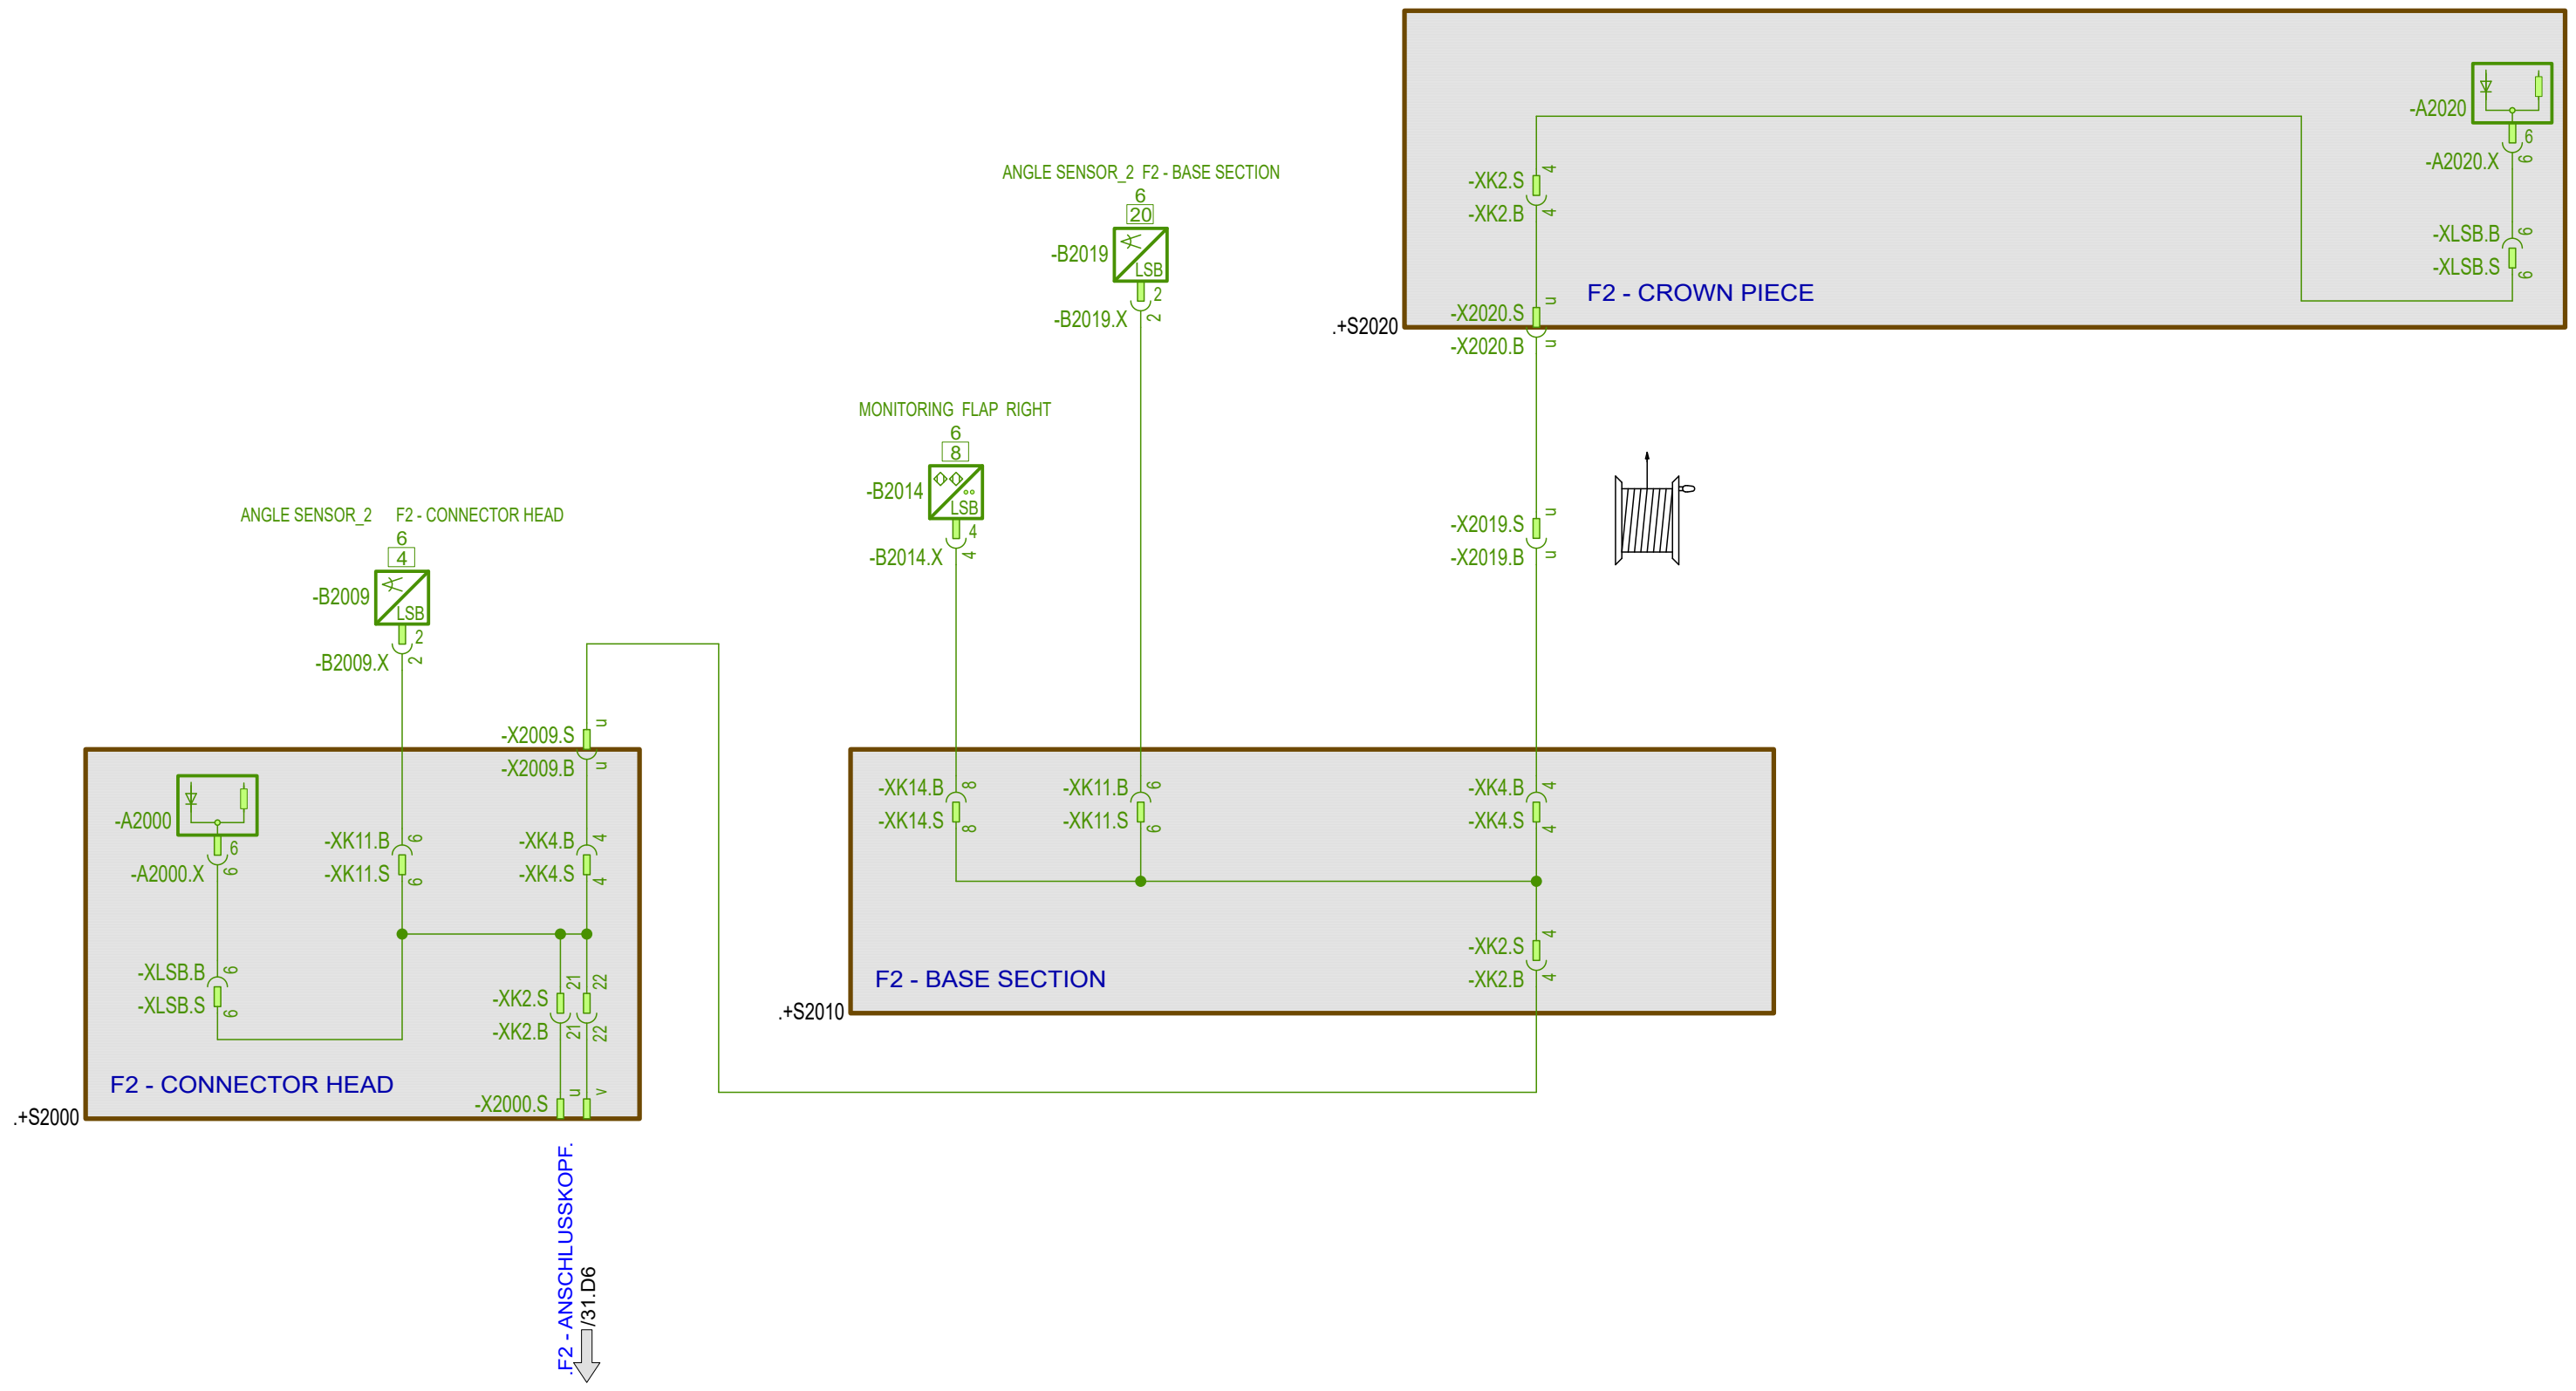 -A2020
6
-A2020.X
6
-XLSB.B
6
-XLSB.S
6
-XK2.S
4
-XK2.B
4
F2 - CROWN PIECE
-X2020.S
u
.+S2020
-X2020.B
u
ANGLE SENSOR_2 F2 - BASE SECTION
6
20
-B2019
LSB
2
-B2019.X
2
MONITORING FLAP RIGHT
6
8
-B2014
LSB
4
-B2014.X
4
-X2019.S
u
-X2019.B
u
ANGLE SENSOR_2 F2 - CONNECTOR HEAD
6
4
-B2009
LSB
2
-B2009.X
2
-X2009.S
u
-X2009.B
u
-A2000
6
-A2000.X
6
-XK11.B
6
-XK11.S
6
-XK4.B
4
-XK4.S
4
-XLSB.B
6
-XLSB.S
6
-XK2.S
21
22
-XK2.B
21
22
F2 - CONNECTOR HEAD
-X2000.S
u
v
.+S2000
-XK14.B
8
-XK14.S
8
-XK11.B
6
-XK11.S
6
-XK4.B
4
-XK4.S
4
-XK2.S
4
-XK2.B
4
F2 - BASE SECTION
.+S2010
.F2 - ANSCHLUSSKOPF.
/31.D6